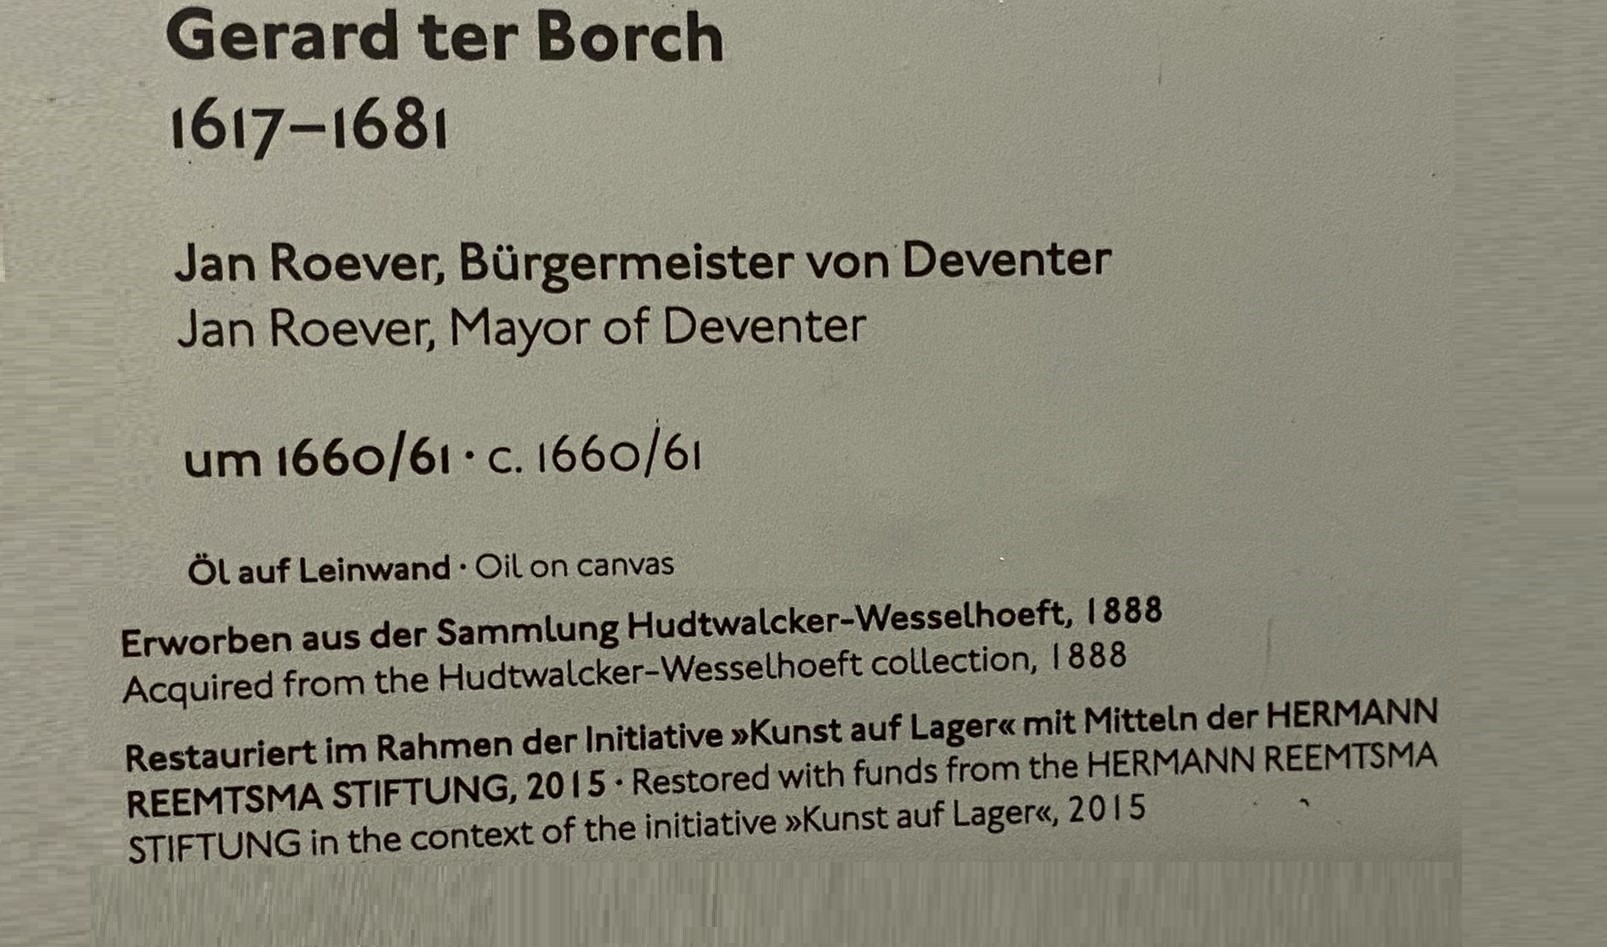 Gerard ter Borch
1617–1681
Jan Roever, Bürgermeister von Deventer
Jan Roever, Mayor of Deventer
um 1660/61 · c. 1660/61
Öl auf Leinwand · Oil on canvas
Erworben aus der Sammlung Hudtwalcker-Wesselhoeft, 1888
Acquired from the Hudtwalcker-Wesselhoeft collection, 1888
Restauriert im Rahmen der Initiative »Kunst auf Lager« mit Mitteln der HERMANN
REEMTSMA STIFTUNG, 2015 · Restored with funds from the HERMANN REEMTSMA
STIFTUNG in the context of the initiative »Kunst auf Lager«, 2015